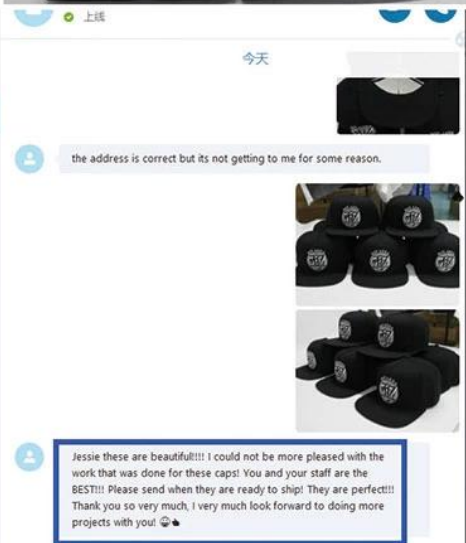 上线
今天
the address is correct but its not getting to me for some reason.
Jessie these are beautiful!!!! I could not be more pleased with the
work that was done for these caps! You and your staff are the
BEST!!! Please send when they are ready to ship! They are perfect!!!
Thank you so very much, I very much look forward to doing more
projects with you!